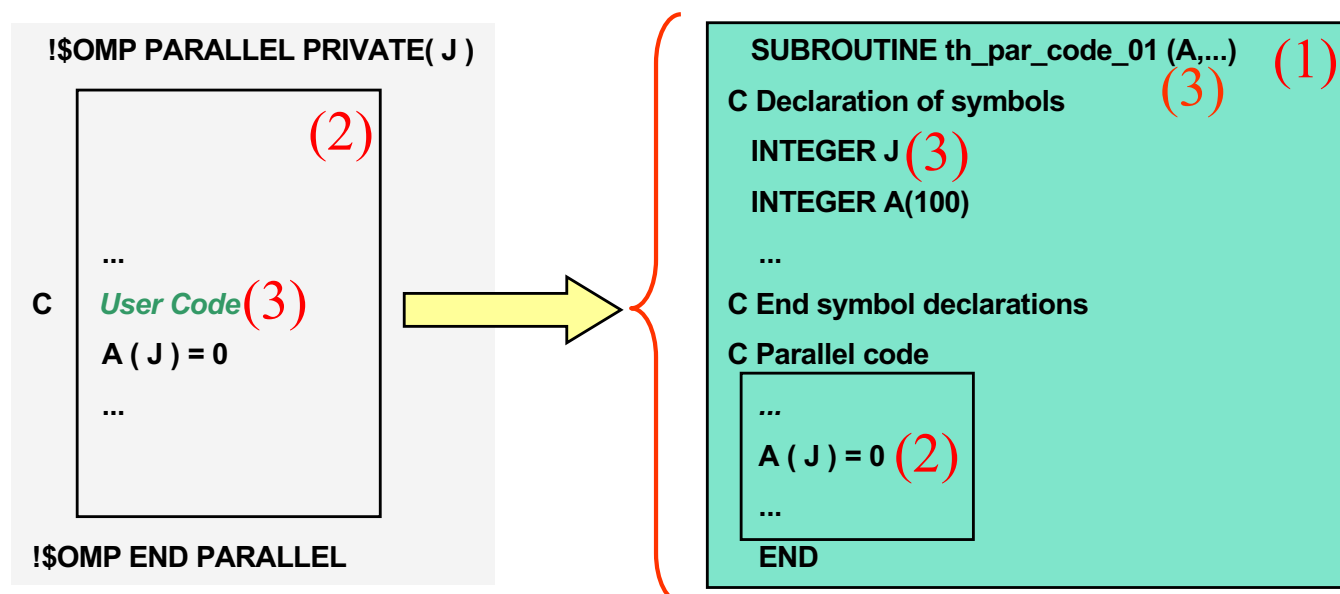 !$OMP PARALLEL PRIVATE( J )
(2)
...
C User Code(3)
A ( J ) = 0
...
!$OMP END PARALLEL
SUBROUTINE th_par_code_01 (A,...) (1)
C Declaration of symbols (3)
INTEGER J (3)
INTEGER A(100)
...
C End symbol declarations
C Parallel code
...
A ( J ) = 0 (2)
...
END